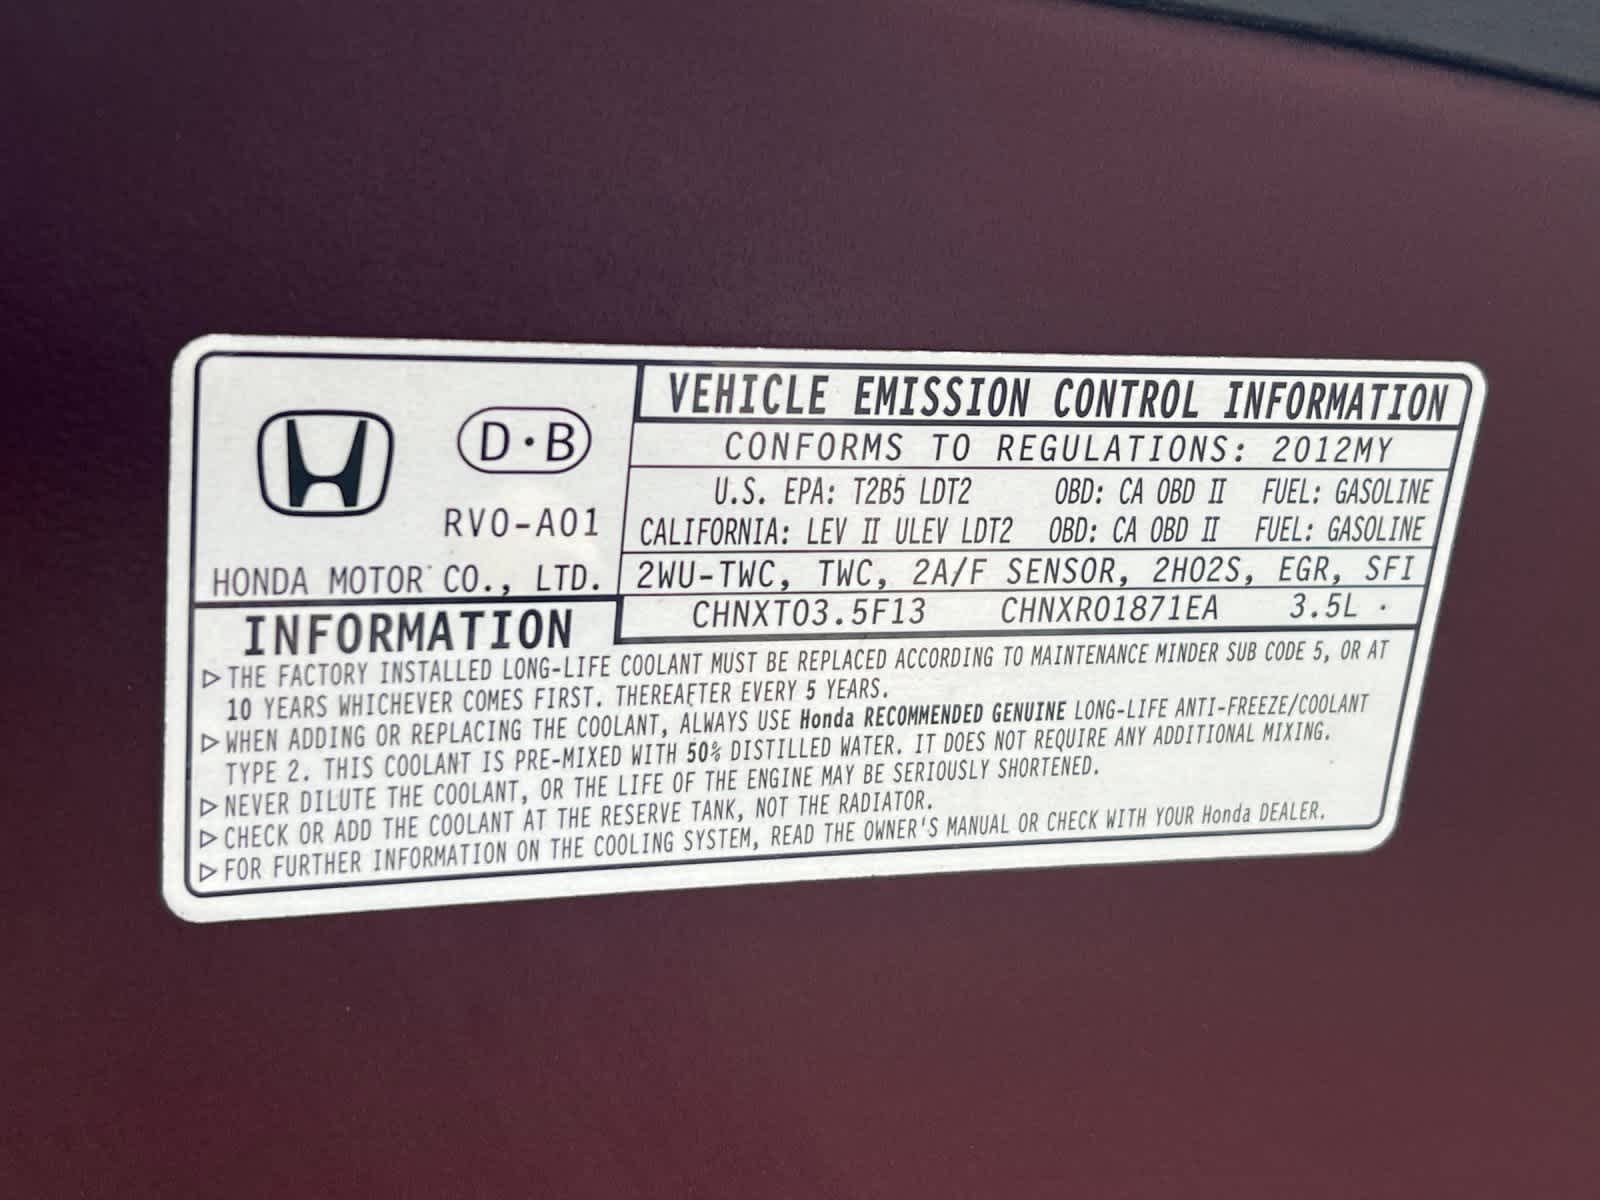 VEHICLE EMISSION CONTROL INFORMATION
D·B
CONFORMS TO REGULATIONS: 2012MY
U.S. EPA: T2B5 LDT2 OBD: CA OBD II FUEL: GASOLINE
RV0-A01
CALIFORNIA: LEV II ULEV LDT2 OBD: CA OBD II FUEL: GASOLINE
HONDA MOTOR CO., LTD.
2WU-TWC, TWC, 2A/F SENSOR, 2HO2S, EGR, SFI
CHNXT03.5F13 CHNXR01871EA 3.5L ·
INFORMATION
▷ THE FACTORY INSTALLED LONG-LIFE COOLANT MUST BE REPLACED ACCORDING TO MAINTENANCE MINDER SUB CODE 5, OR AT
10 YEARS WHICHEVER COMES FIRST. THEREAFTER EVERY 5 YEARS.
▷ WHEN ADDING OR REPLACING THE COOLANT, ALWAYS USE Honda RECOMMENDED GENUINE LONG-LIFE ANTI-FREEZE/COOLANT
TYPE 2. THIS COOLANT IS PRE-MIXED WITH 50% DISTILLED WATER. IT DOES NOT REQUIRE ANY ADDITIONAL MIXING.
▷ NEVER DILUTE THE COOLANT, OR THE LIFE OF THE ENGINE MAY BE SERIOUSLY SHORTENED.
▷ CHECK OR ADD THE COOLANT AT THE RESERVE TANK, NOT THE RADIATOR.
▷ FOR FURTHER INFORMATION ON THE COOLING SYSTEM, READ THE OWNER'S MANUAL OR CHECK WITH YOUR Honda DEALER.